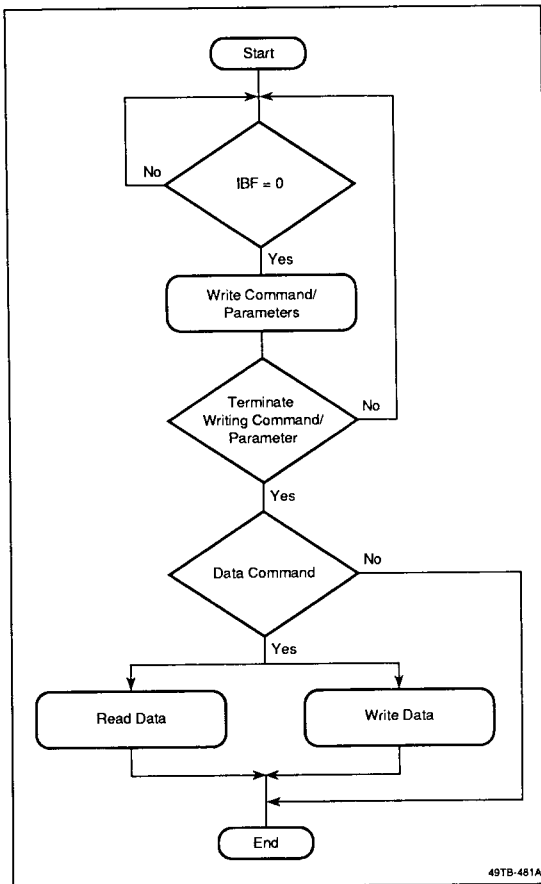 Start
No
IBF = 0
Yes
Write Command/
Parameters
Terminate
Writing Command/
Parameter
No
Yes
Data Command
No
Yes
Read Data
Write Data
End
49TB-481A